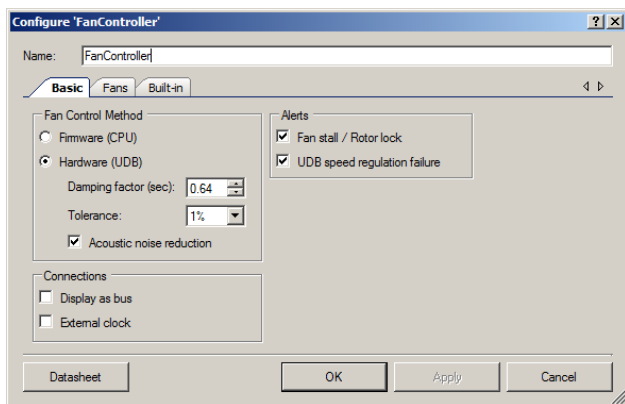 Configure 'FanController'
Name: FanController
Basic Fans Built-in
Fan Control Method
Firmware (CPU)
Hardware (UDB)
Damping factor (sec): 0.64
Tolerance: 1%
Acoustic noise reduction
Alerts
Fan stall / Rotor lock
UDB speed regulation failure
Connections
Display as bus
External clock
Datasheet OK Apply Cancel